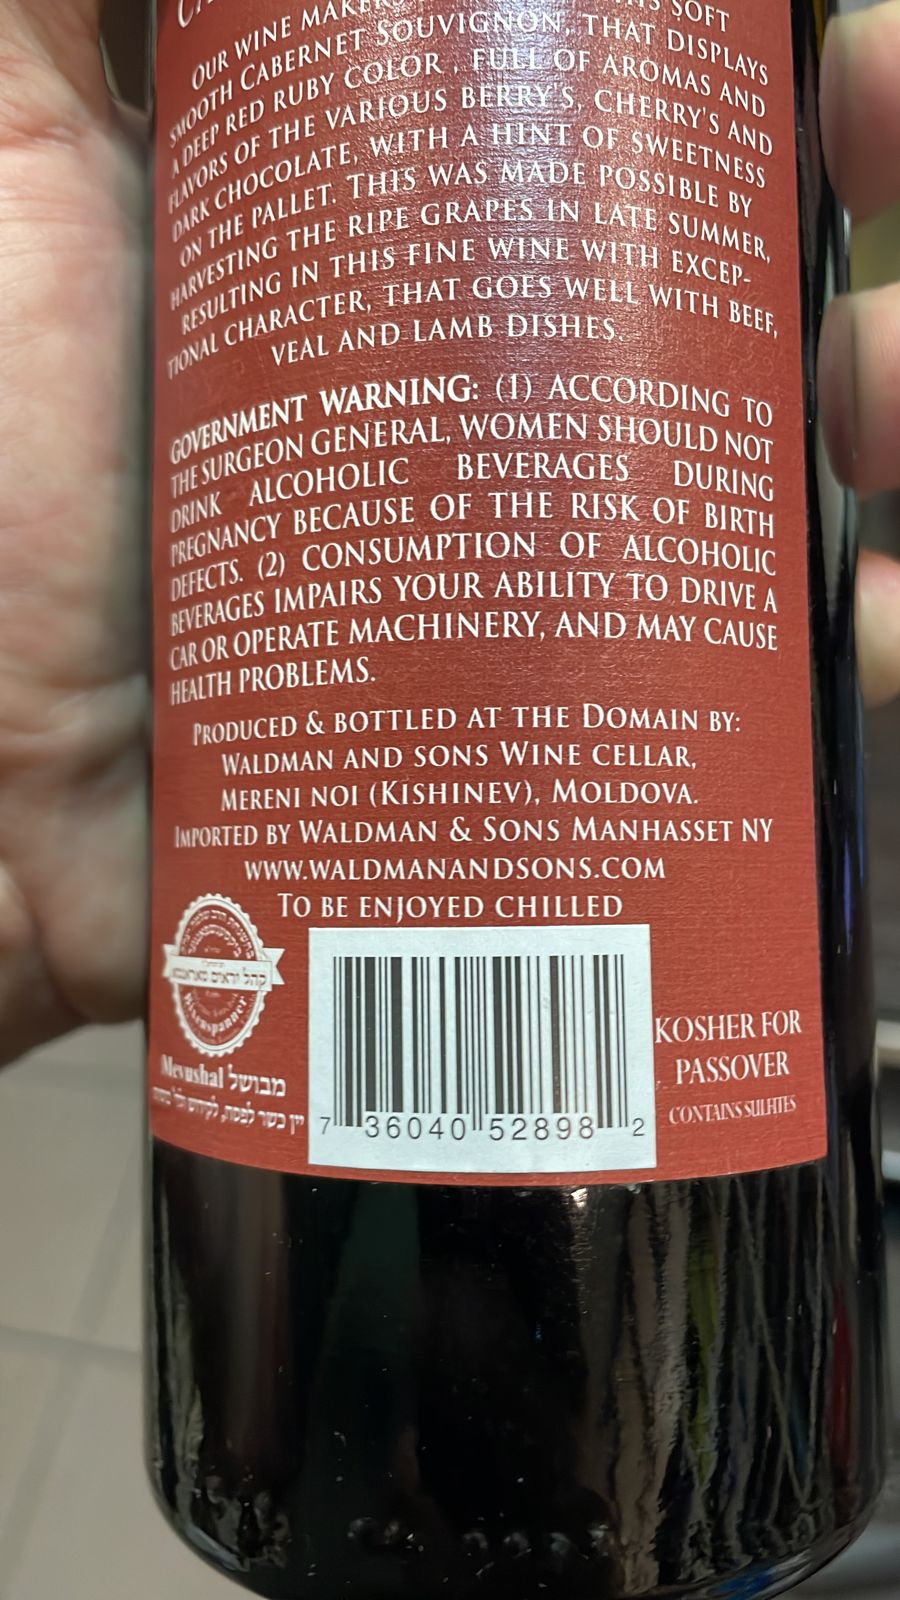 OUR WINE MAKERS SOFT
SMOOTH CABERNET SOUVIGNON, THAT DISPLAYS
A DEEP RED RUBY COLOR , FULL OF AROMAS AND
FLAVORS OF THE VARIOUS BERRY'S, CHERRY'S AND
DARK CHOCOLATE, WITH A HINT OF SWEETNESS
ON THE PALLET. THIS WAS MADE POSSIBLE BY
HARVESTING THE RIPE GRAPES IN LATE SUMMER,
RESULTING IN THIS FINE WINE WITH EXCEP-
TIONAL CHARACTER, THAT GOES WELL WITH BEEF,
VEAL AND LAMB DISHES.
GOVERNMENT WARNING: (1) ACCORDING TO
THE SURGEON GENERAL, WOMEN SHOULD NOT
DRINK ALCOHOLIC BEVERAGES DURING
PREGNANCY BECAUSE OF THE RISK OF BIRTH
DEFECTS. (2) CONSUMPTION OF ALCOHOLIC
BEVERAGES IMPAIRS YOUR ABILITY TO DRIVE A
CAR OR OPERATE MACHINERY, AND MAY CAUSE
HEALTH PROBLEMS.
PRODUCED & BOTTLED AT THE DOMAIN BY:
WALDMAN AND SONS WINE CELLAR,
MERENI NOI (KISHINEV), MOLDOVA.
IMPORTED BY WALDMAN & SONS MANHASSET NY
WWW.WALDMANANDSONS.COM
TO BE ENJOYED CHILLED
Mevushal מבושל
יין כשר לפסח, לקידוש
7 36040 52898 2
KOSHER FOR
PASSOVER
CONTAINS SULFITES